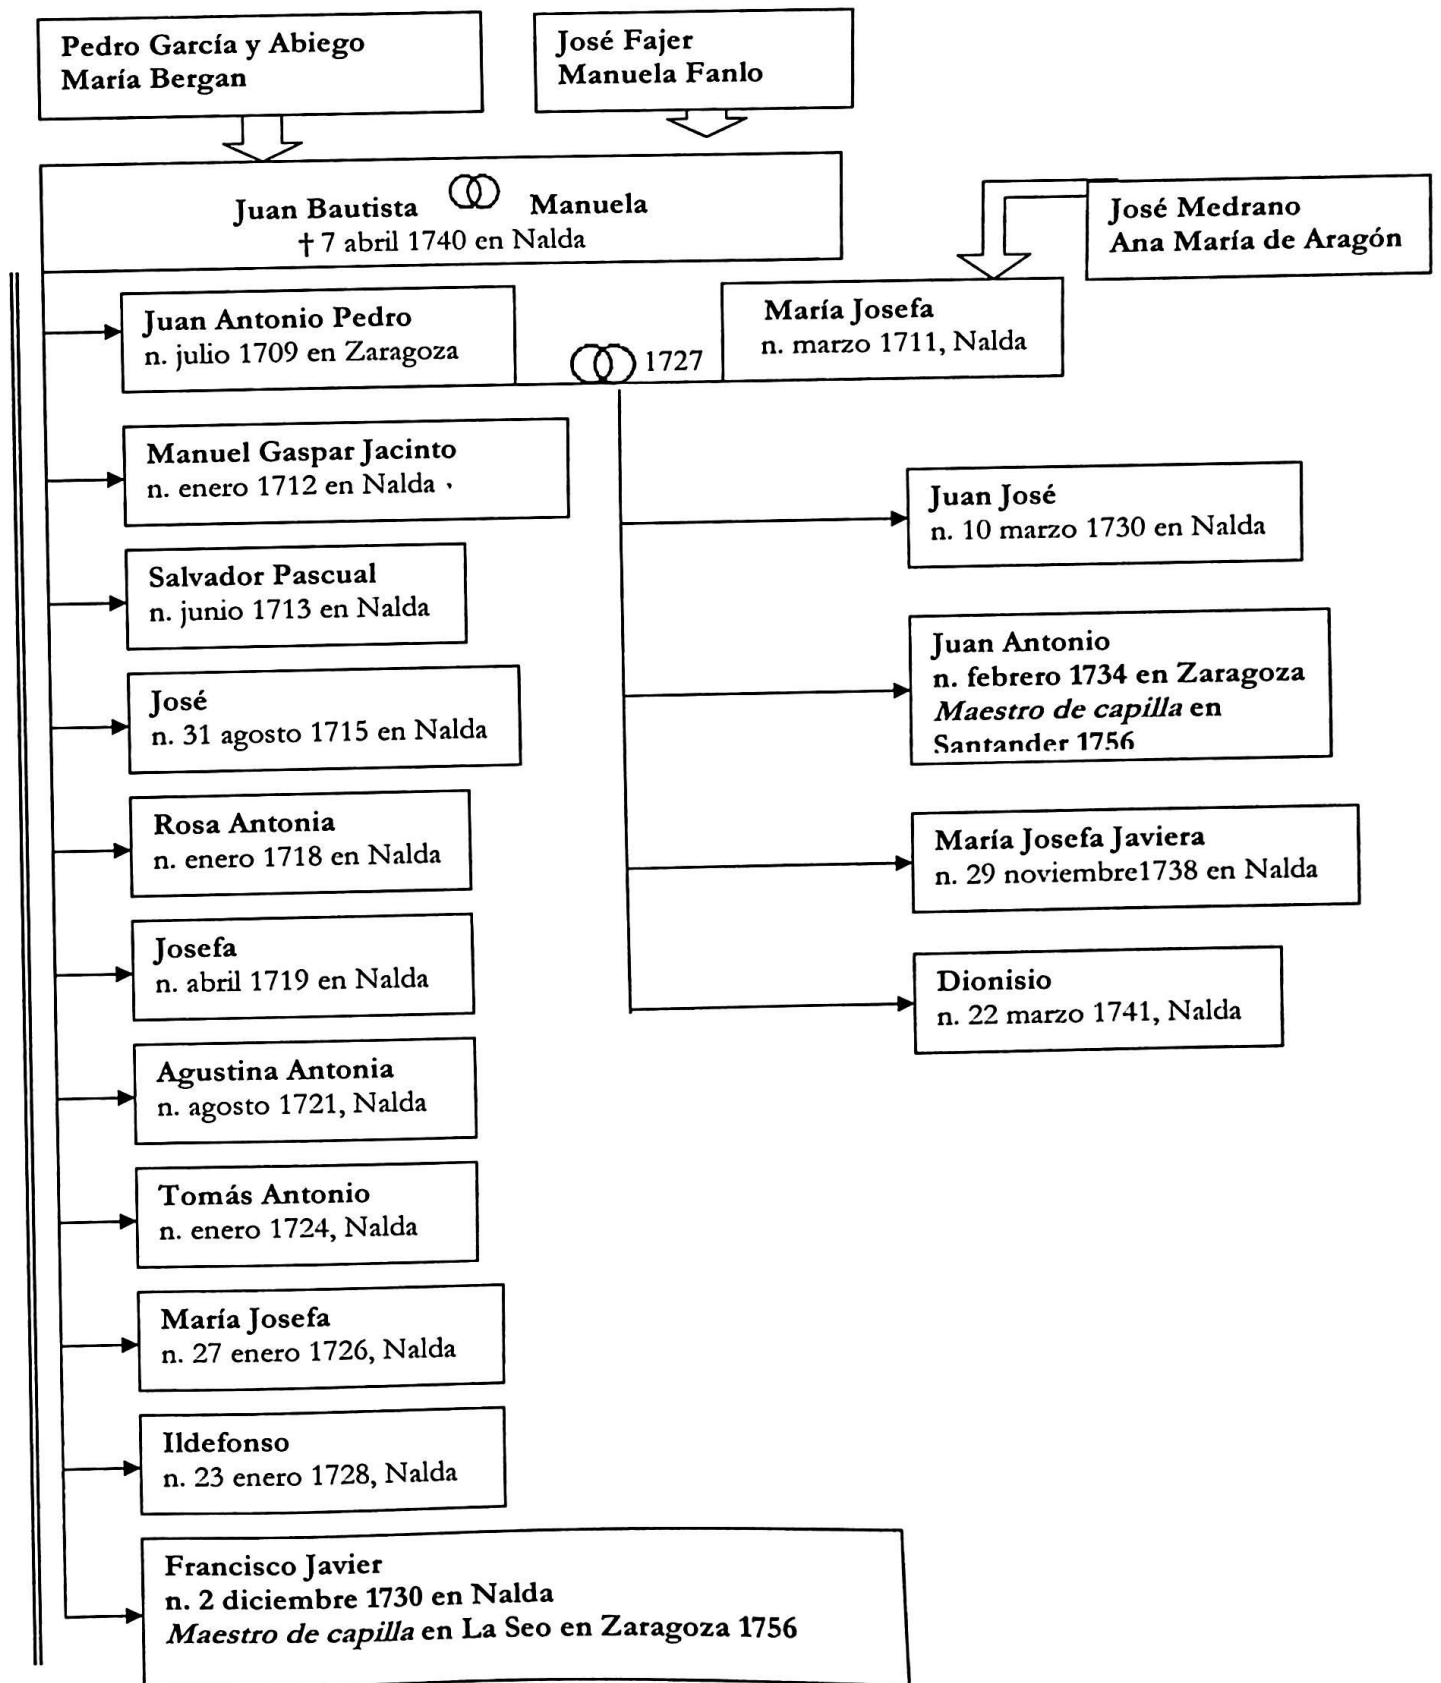 Pedro García y Abiego
María Bergan
José Fajer
Manuela Fanlo
Juan Bautista Manuela
† 7 abril 1740 en Nalda
José Medrano
Ana María de Aragón
Juan Antonio Pedro
n. julio 1709 en Zaragoza
1727
María Josefa
n. marzo 1711, Nalda
Manuel Gaspar Jacinto
n. enero 1712 en Nalda
Salvador Pascual
n. junio 1713 en Nalda
José
n. 31 agosto 1715 en Nalda
Rosa Antonia
n. enero 1718 en Nalda
Josefa
n. abril 1719 en Nalda
Agustina Antonia
n. agosto 1721, Nalda
Tomás Antonio
n. enero 1724, Nalda
María Josefa
n. 27 enero 1726, Nalda
Ildefonso
n. 23 enero 1728, Nalda
Francisco Javier
n. 2 diciembre 1730 en Nalda
Maestro de capilla en La Seo en Zaragoza 1756
Juan José
n. 10 marzo 1730 en Nalda
Juan Antonio
n. febrero 1734 en Zaragoza
Maestro de capilla en
Santander 1756
María Josefa Javiera
n. 29 noviembre1738 en Nalda
Dionisio
n. 22 marzo 1741, Nalda